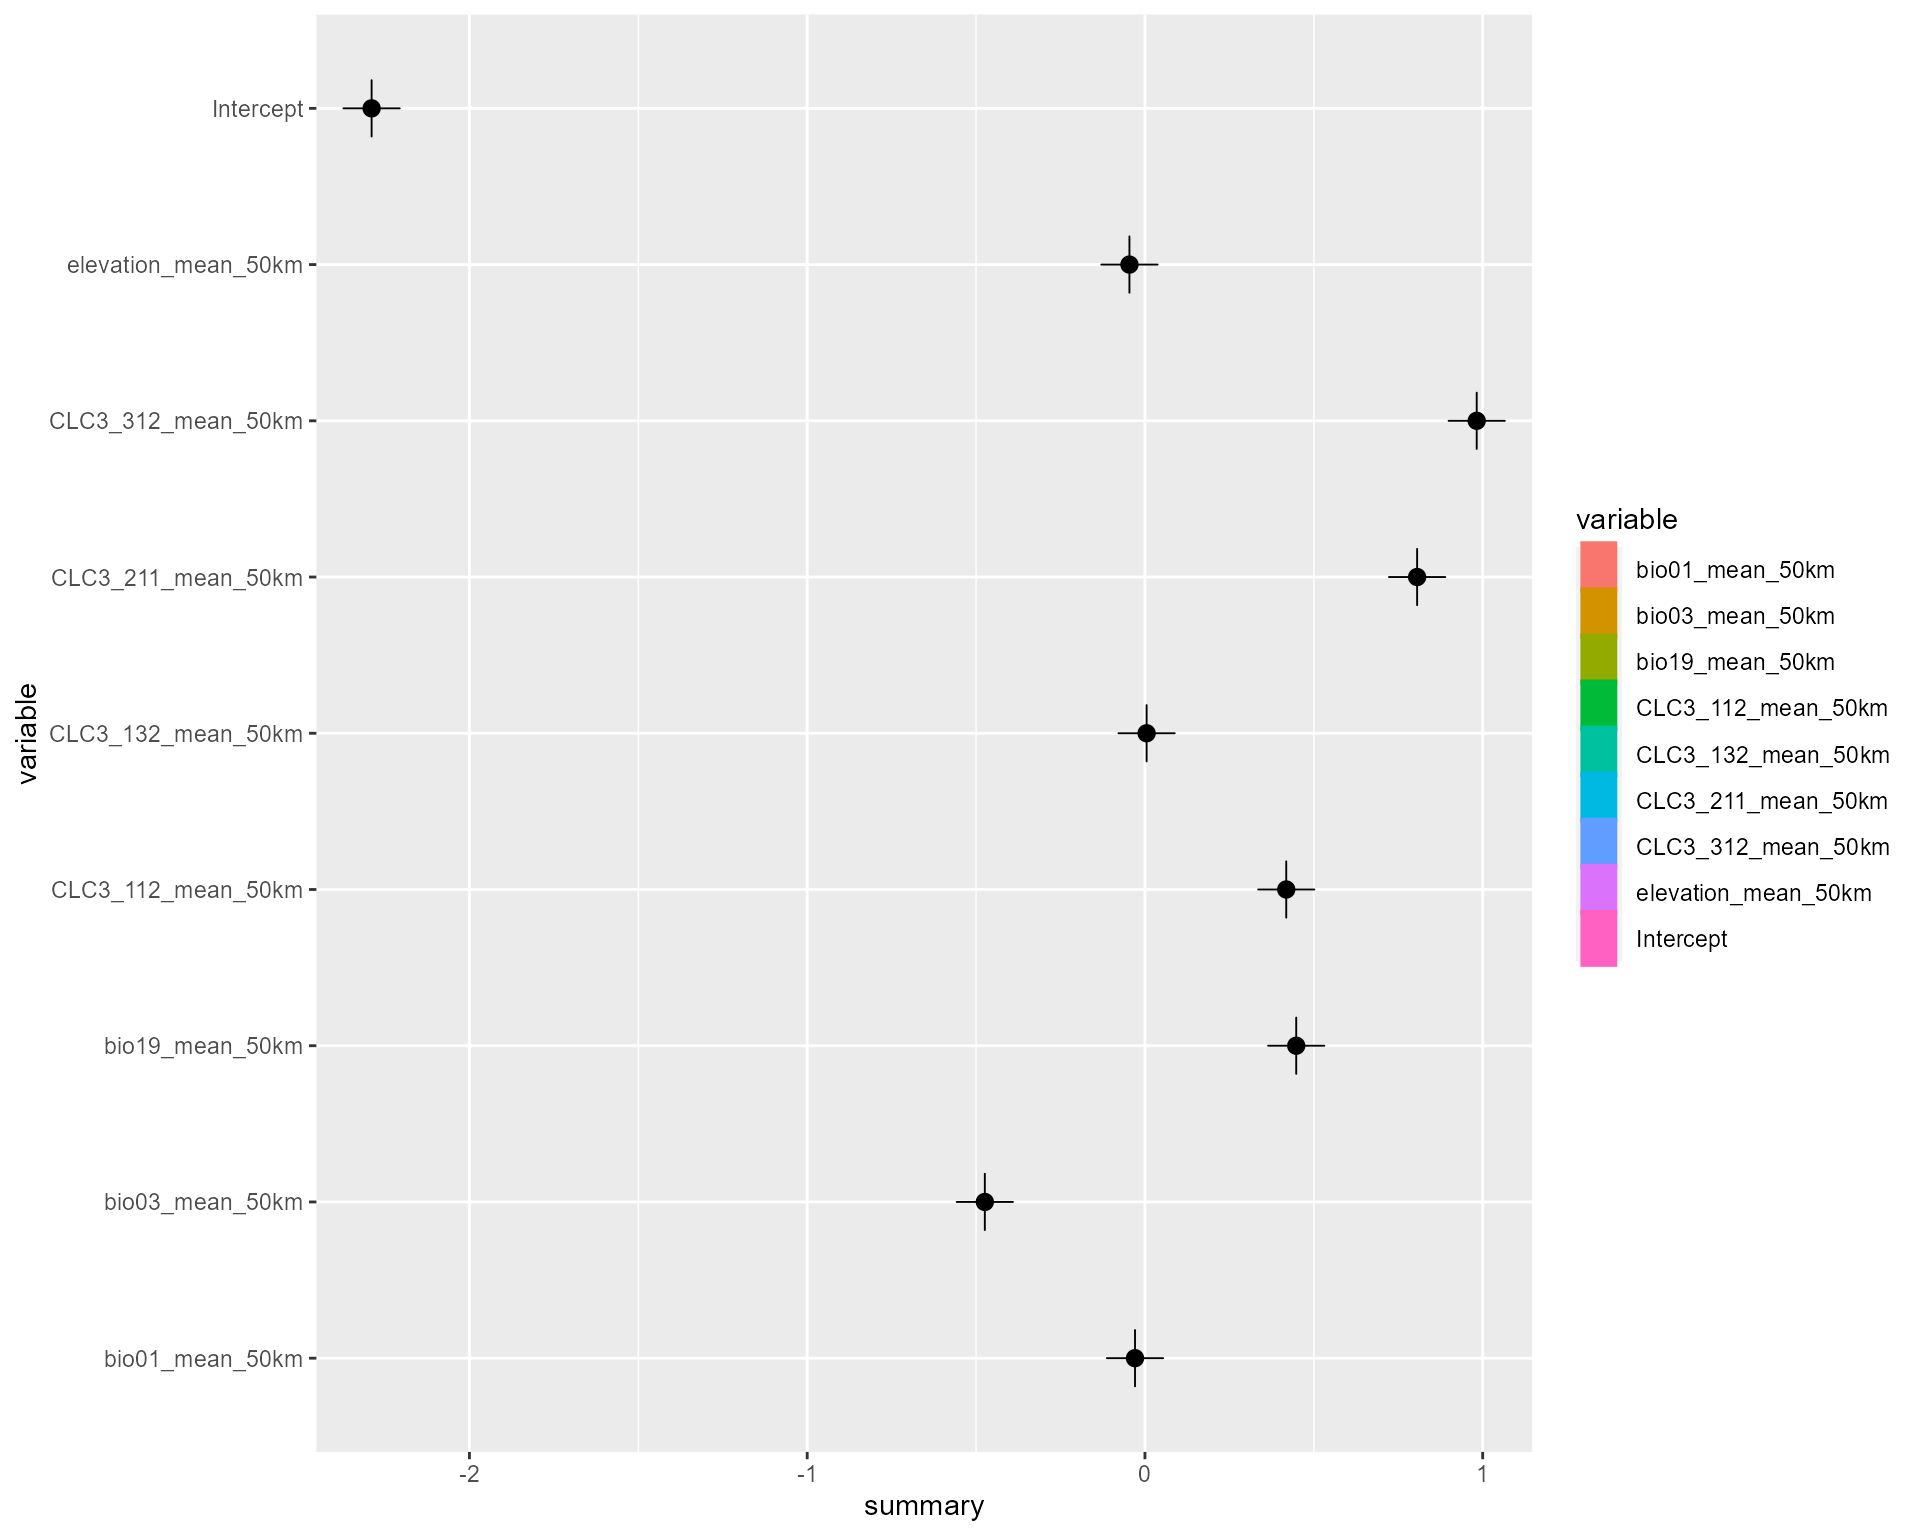 Intercept
elevation_mean_50km
CLC3_312_mean_50km
CLC3_211_mean_50km
CLC3_132_mean_50km
CLC3_112_mean_50km
bio19_mean_50km
bio03_mean_50km
bio01_mean_50km
variable
-2
-1
0
1
summary
variable
bio01_mean_50km
bio03_mean_50km
bio19_mean_50km
CLC3_112_mean_50km
CLC3_132_mean_50km
CLC3_211_mean_50km
CLC3_312_mean_50km
elevation_mean_50km
Intercept